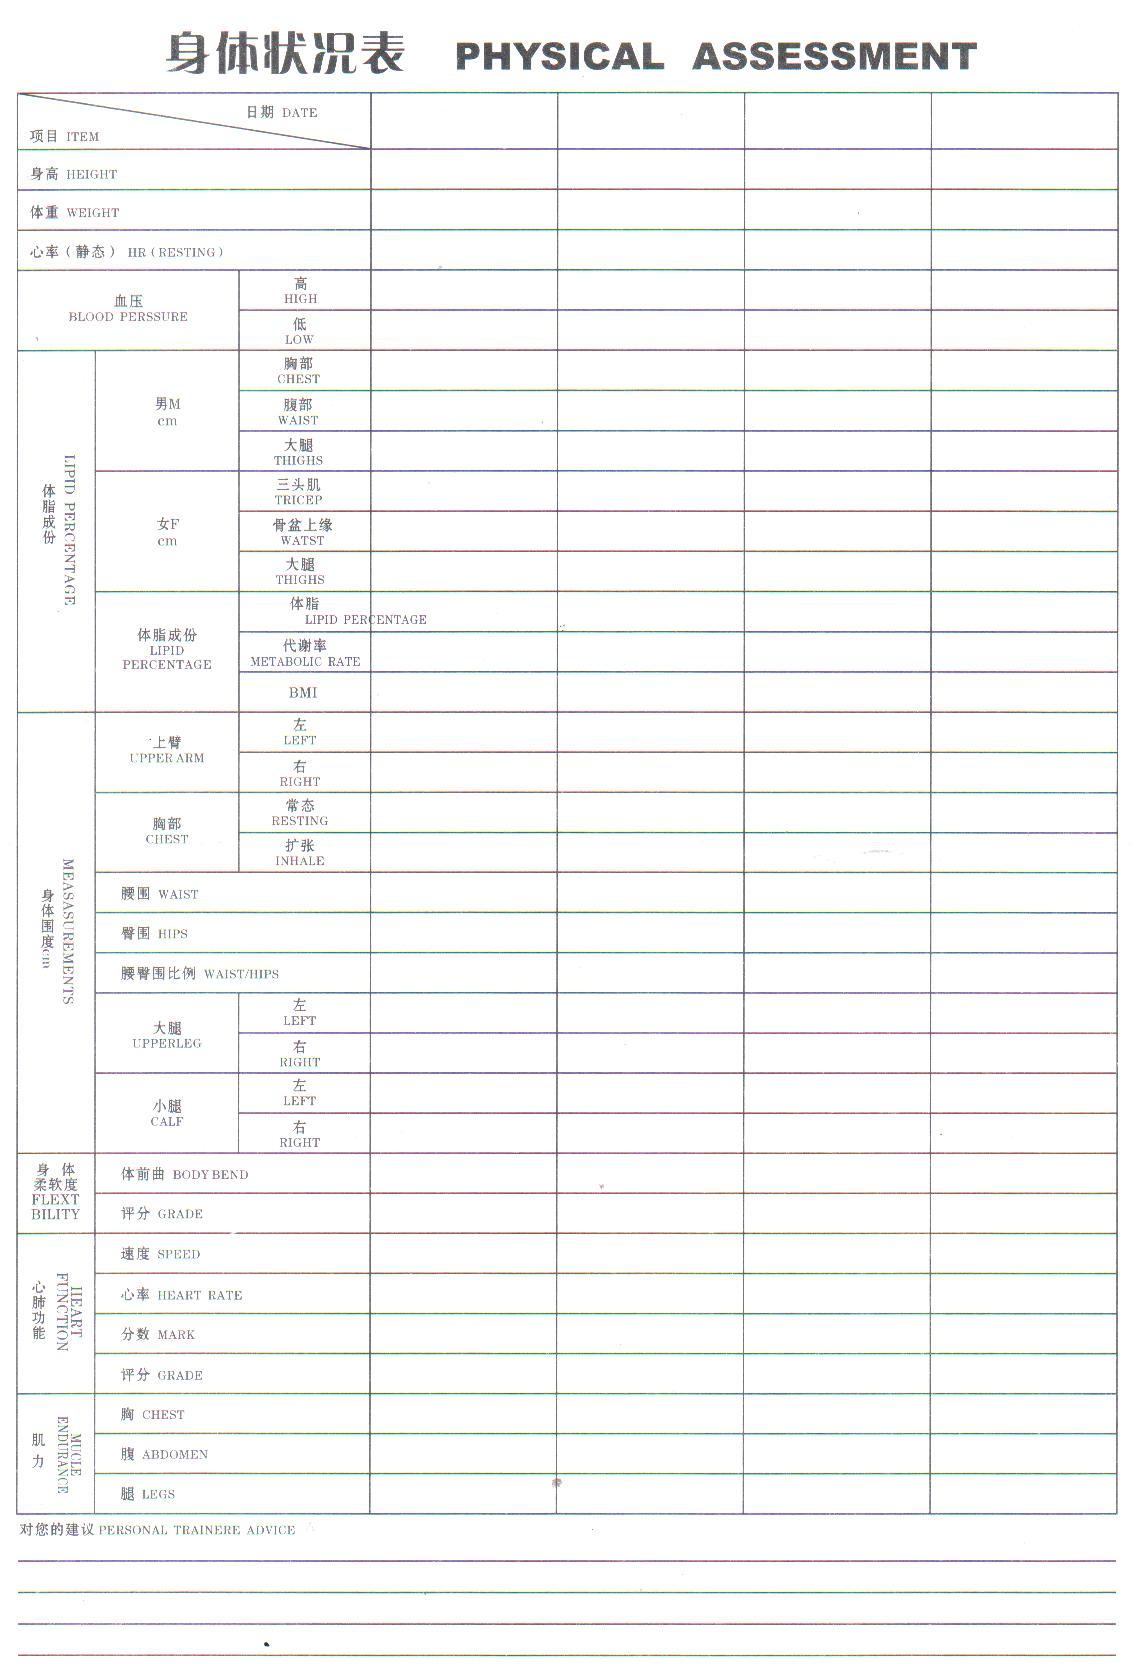 身体状况表 PHYSICAL ASSESSMENT
日期 DATE
项目 ITEM
身高 HEIGHT
体重 WEIGHT
心率（静态） HR（RESTING）
血压
BLOOD PERSSURE
高
HIGH
低
LOW
体脂成份
LIPID PERCENTAGE
男M
cm
胸部
CHEST
腹部
WAIST
大腿
THIGHS
女F
cm
三头肌
TRICEP
骨盆上缘
WATST
大腿
THIGHS
体脂成份
LIPID
PERCENTAGE
体脂
LIPID PERCENTAGE
代谢率
METABOLIC RATE
BMI
身体围度cm
MEASASUREMENTS
上臂
UPPER ARM
左
LEFT
右
RIGHT
胸部
CHEST
常态
RESTING
扩张
INHALE
腰围 WAIST
臀围 HIPS
腰臀围比例 WAIST/HIPS
大腿
UPPERLEG
左
LEFT
右
RIGHT
小腿
CALF
左
LEFT
右
RIGHT
身 体
柔软度
FLEXT
BILITY
体前曲 BODY BEND
评分 GRADE
心肺功能
HEART
FUNCTION
速度 SPEED
心率 HEART RATE
分数 MARK
评分 GRADE
肌力
MUCLE
ENDURANCE
胸 CHEST
腹 ABDOMEN
腿 LEGS
对您的建议 PERSONAL TRAINERE ADVICE